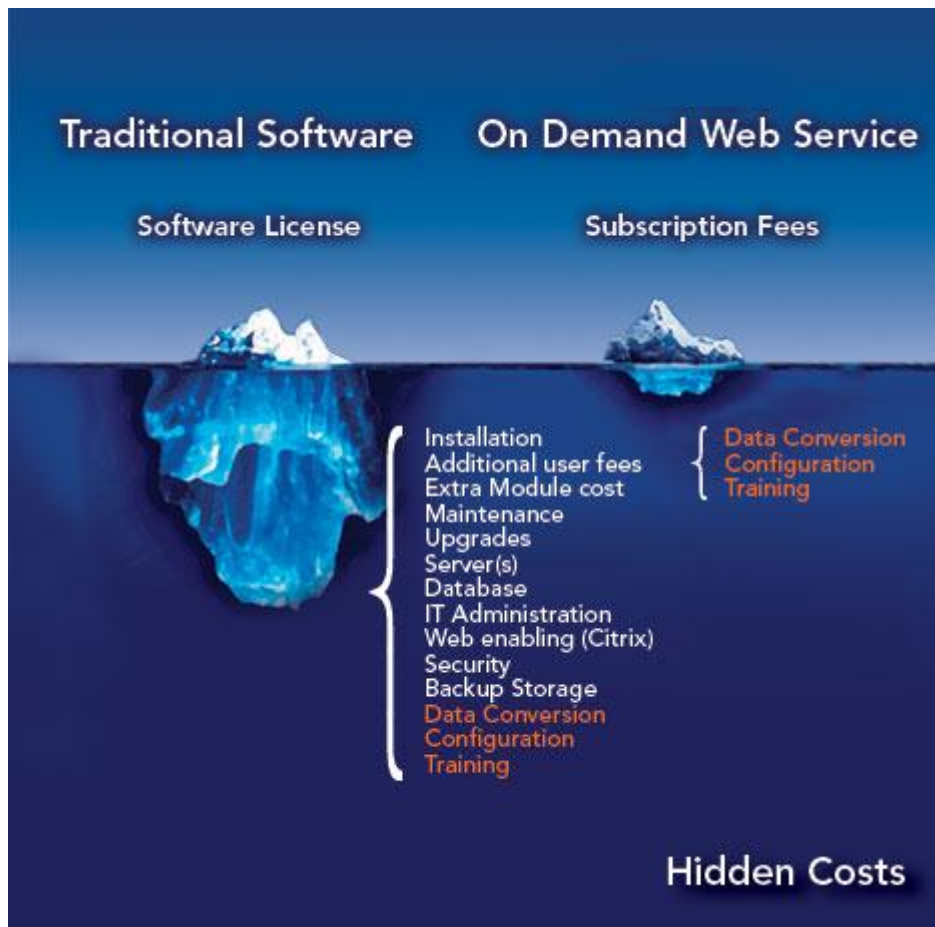 Traditional Software
On Demand Web Service
Software License
Subscription Fees
Installation
Additional user fees
Extra Module cost
Maintenance
Upgrades
Server(s)
Database
IT Administration
Web enabling (Citrix)
Security
Backup Storage
Data Conversion
Configuration
Training
Data Conversion
Configuration
Training
Hidden Costs